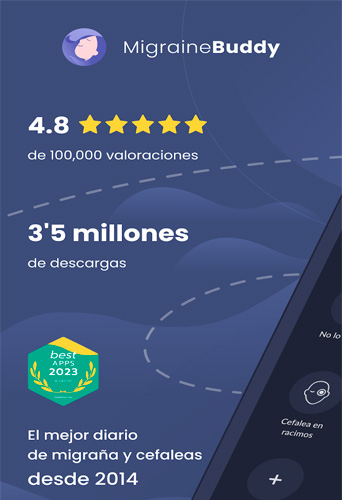 MigraineBuddy
4.8
de 100,000 valoraciones
3'5 millones
de descargas
best
APPS
2023
El mejor diario
de migraña y cefaleas
desde 2014
No lo
Cefalea en
racimos